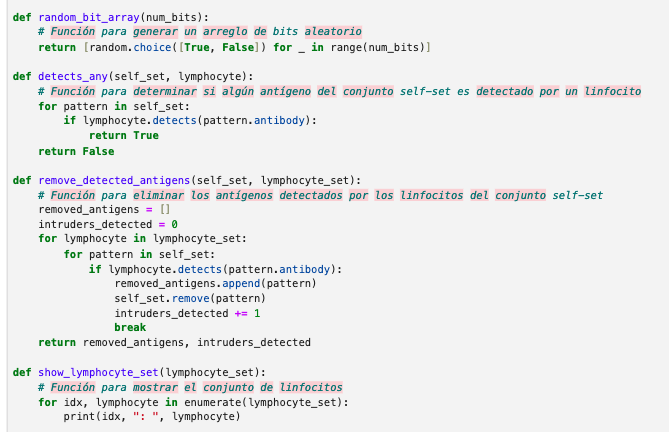 def random_bit_array(num_bits):
    # Función para generar un arreglo de bits aleatorio
    return [random.choice([True, False]) for _ in range(num_bits)]

def detects_any(self_set, lymphocyte):
    # Función para determinar si algún antígeno del conjunto self-set es detectado por un linfocito
    for pattern in self_set:
        if lymphocyte.detects(pattern.antibody):
            return True
    return False

def remove_detected_antigens(self_set, lymphocyte_set):
    # Función para eliminar los antígenos detectados por los linfocitos del conjunto self-set
    removed_antigens = []
    intruders_detected = 0
    for lymphocyte in lymphocyte_set:
        for pattern in self_set:
            if lymphocyte.detects(pattern.antibody):
                removed_antigens.append(pattern)
                self_set.remove(pattern)
                intruders_detected += 1
                break
    return removed_antigens, intruders_detected

def show_lymphocyte_set(lymphocyte_set):
    # Función para mostrar el conjunto de linfocitos
    for idx, lymphocyte in enumerate(lymphocyte_set):
        print(idx, ": ", lymphocyte)